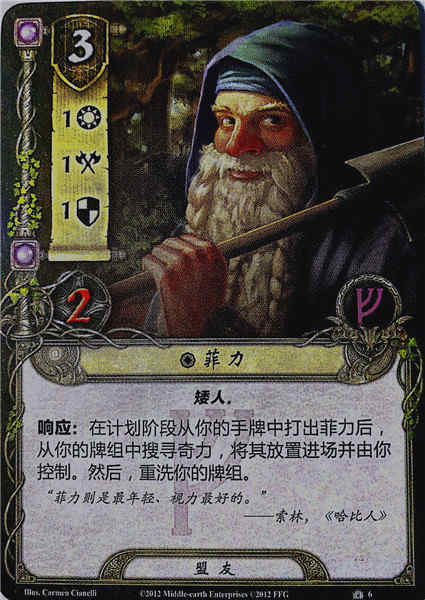 3
1
1
1
2
菲力
矮人.
响应：在计划阶段从你的手牌中打出菲力后，
从你的牌组中搜寻奇力，将其放置进场并由你
控制。然后，重洗你的牌组。
“菲力则是最年轻、视力最好的。”
——索林，《哈比人》
盟友
Illus. Carmen Cianelli ©2012 Middle-earth Enterprises ©2012 FFG 6